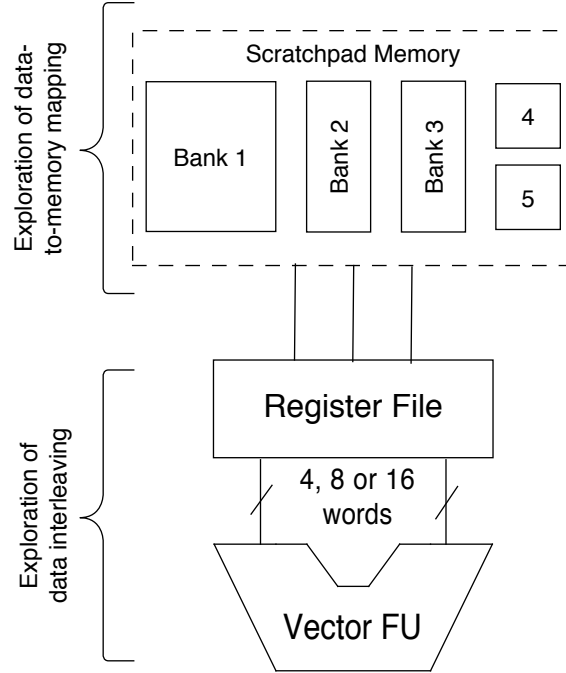 Exploration of data-
to-memory mapping
Scratchpad Memory
Bank 1
Bank 2
Bank 3
4
5
Register File
Exploration of
data interleaving
4, 8 or 16
words
Vector FU